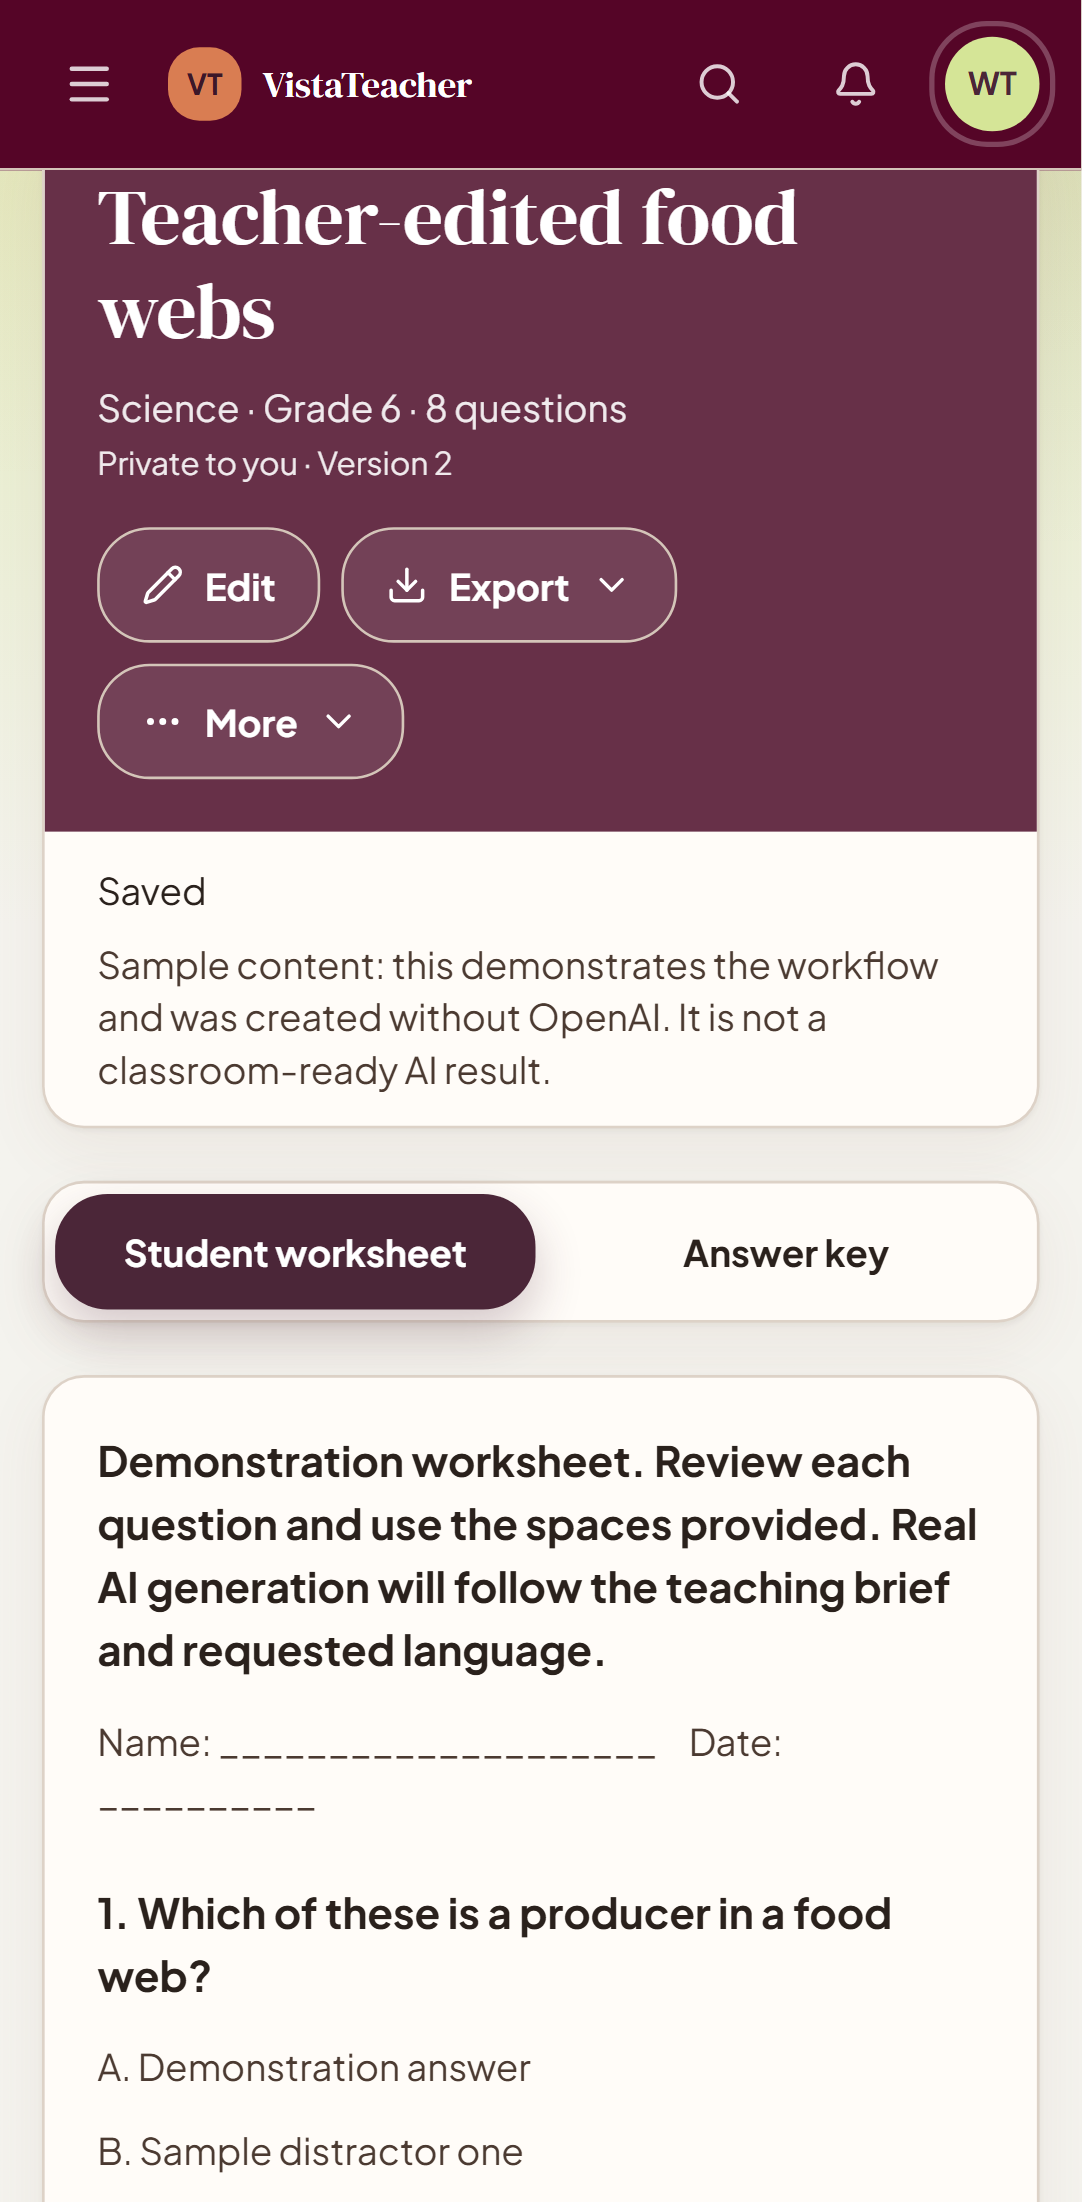 VT VistaTeacher WT
Teacher-edited food
webs
Science · Grade 6 · 8 questions
Private to you · Version 2
Edit Export
More
Saved
Sample content: this demonstrates the workflow
and was created without OpenAI. It is not a
classroom-ready AI result.
Student worksheet Answer key
Demonstration worksheet. Review each
question and use the spaces provided. Real
AI generation will follow the teaching brief
and requested language.
Name: ____________________ Date:
__________
1. Which of these is a producer in a food
web?
A. Demonstration answer
B. Sample distractor one